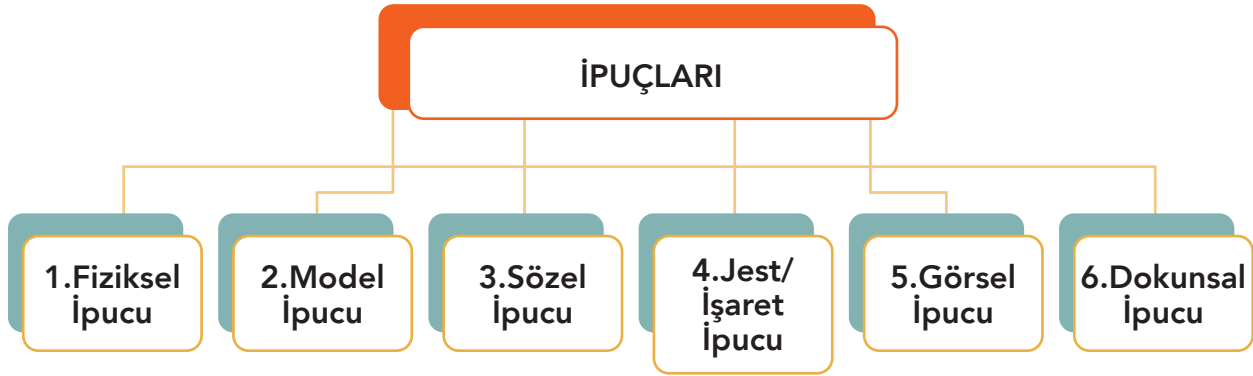 İPUÇLARI
1.Fiziksel
İpucu
2.Model
İpucu
3.Sözel
İpucu
4.Jest/
İşaret
İpucu
5.Görsel
İpucu
6.Dokunsal
İpucu